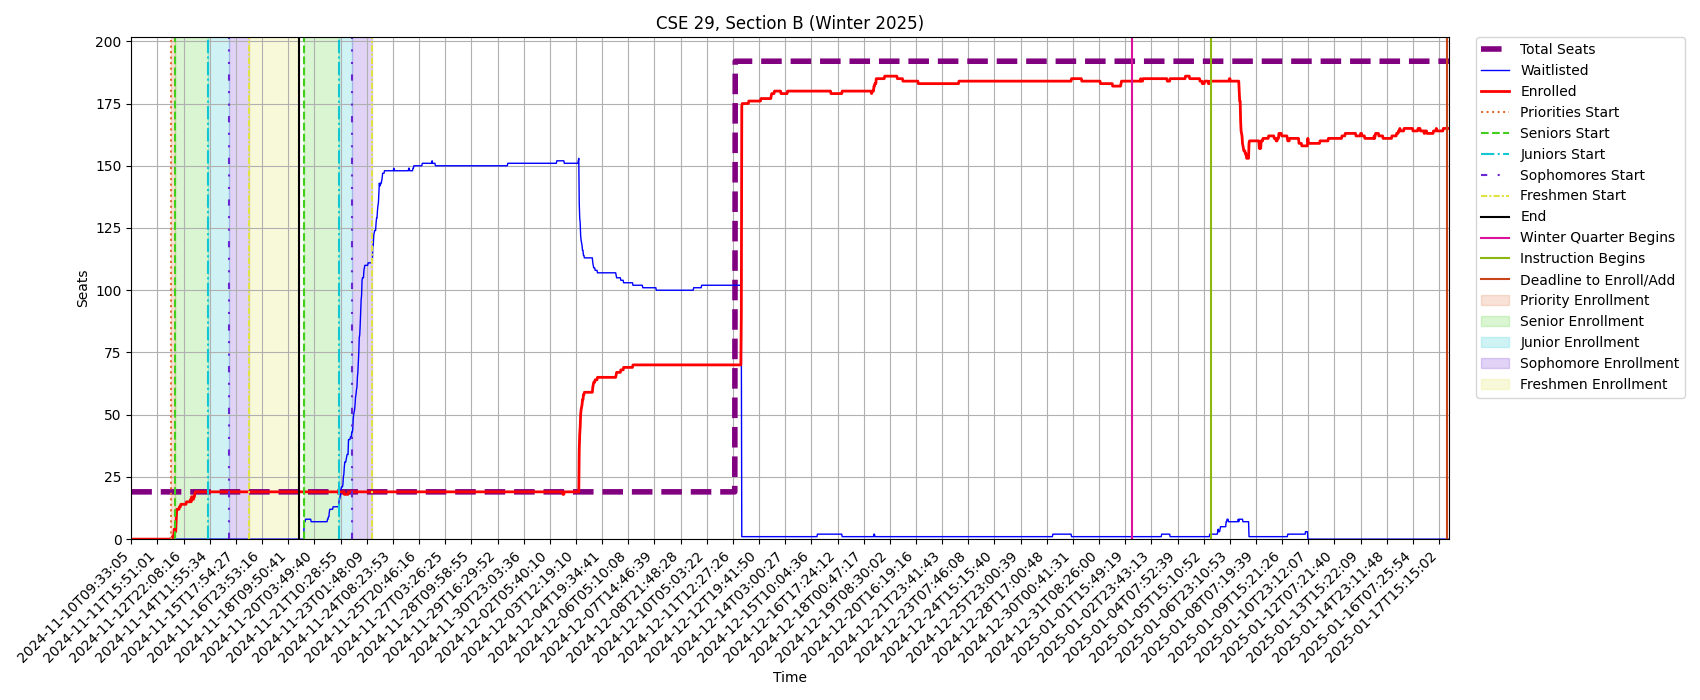 CSE 29, Section B (Winter 2025)
Seats
200
175
150
125
100
75
50
25
0
2024-11-10T09:33:05
2024-11-11T15:51:01
2024-11-12T22:08:16
2024-11-14T11:55:34
2024-11-15T17:54:27
2024-11-16T23:53:16
2024-11-18T09:50:41
2024-11-20T03:49:40
2024-11-21T10:28:55
2024-11-23T01:48:09
2024-11-24T08:23:53
2024-11-25T20:46:16
2024-11-27T03:26:25
2024-11-28T09:58:55
2024-11-29T16:29:52
2024-11-30T23:03:36
2024-12-02T05:40:10
2024-12-03T12:19:10
2024-12-04T19:34:41
2024-12-06T05:10:08
2024-12-07T14:46:39
2024-12-08T21:48:28
2024-12-10T05:03:22
2024-12-11T12:27:26
2024-12-12T19:41:50
2024-12-14T03:00:27
2024-12-15T10:04:36
2024-12-16T17:24:12
2024-12-18T00:47:17
2024-12-19T08:30:02
2024-12-20T16:19:16
2024-12-21T23:41:43
2024-12-23T07:46:08
2024-12-24T15:15:40
2024-12-25T23:00:39
2024-12-28T17:00:48
2024-12-30T00:41:31
2024-12-31T08:26:00
2025-01-01T15:49:19
2025-01-02T23:43:13
2025-01-04T07:52:39
2025-01-05T15:10:52
2025-01-06T23:10:53
2025-01-08T07:19:39
2025-01-09T15:21:26
2025-01-10T23:12:07
2025-01-12T07:21:40
2025-01-13T15:22:09
2025-01-14T23:11:48
2025-01-16T07:25:54
2025-01-17T15:15:02
Time
Total Seats
Waitlisted
Enrolled
Priorities Start
Seniors Start
Juniors Start
Sophomores Start
Freshmen Start
End
Winter Quarter Begins
Instruction Begins
Deadline to Enroll/Add
Priority Enrollment
Senior Enrollment
Junior Enrollment
Sophomore Enrollment
Freshmen Enrollment